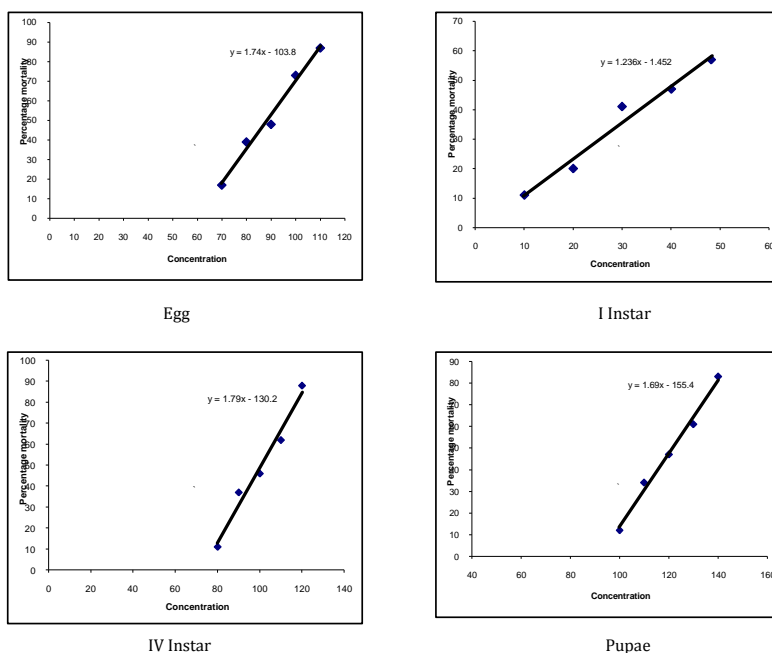 100
90
80
70
60
50
40
30
20
10
0
Percentage mortality
y = 1.74x - 103.8
0 10 20 30 40 50 60 70 80 90 100 110 120
Concentration
Egg
70
60
50
40
30
20
10
0
Percentage mortality
y = 1.236x - 1.452
0 10 20 30 40 50 60
Concentration
I Instar
100
90
80
70
60
50
40
30
20
10
0
Percentage mortality
y = 1.79x - 130.2
0 20 40 60 80 100 120 140
Concentration
IV Instar
90
80
70
60
50
40
30
20
10
0
Percentage mortality
y = 1.69x - 155.4
40 60 80 100 120 140 160
Concentration
Pupae